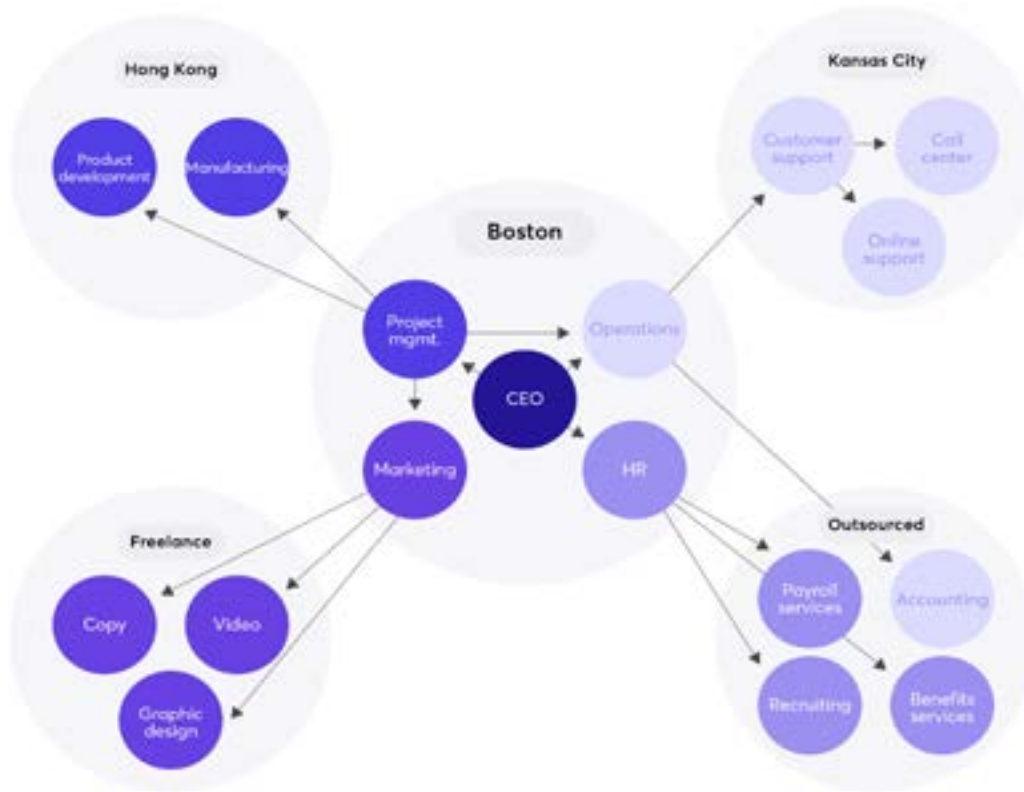 Hong Kong
Product
development
Manufacturing
Kansas City
Customer
support
Call
center
Online
support
Boston
Project
mgmt.
Operations
CEO
Marketing
HR
Freelance
Copy
Video
Graphic
design
Outsourced
Payroll
services
Accounting
Recruiting
Benefits
services